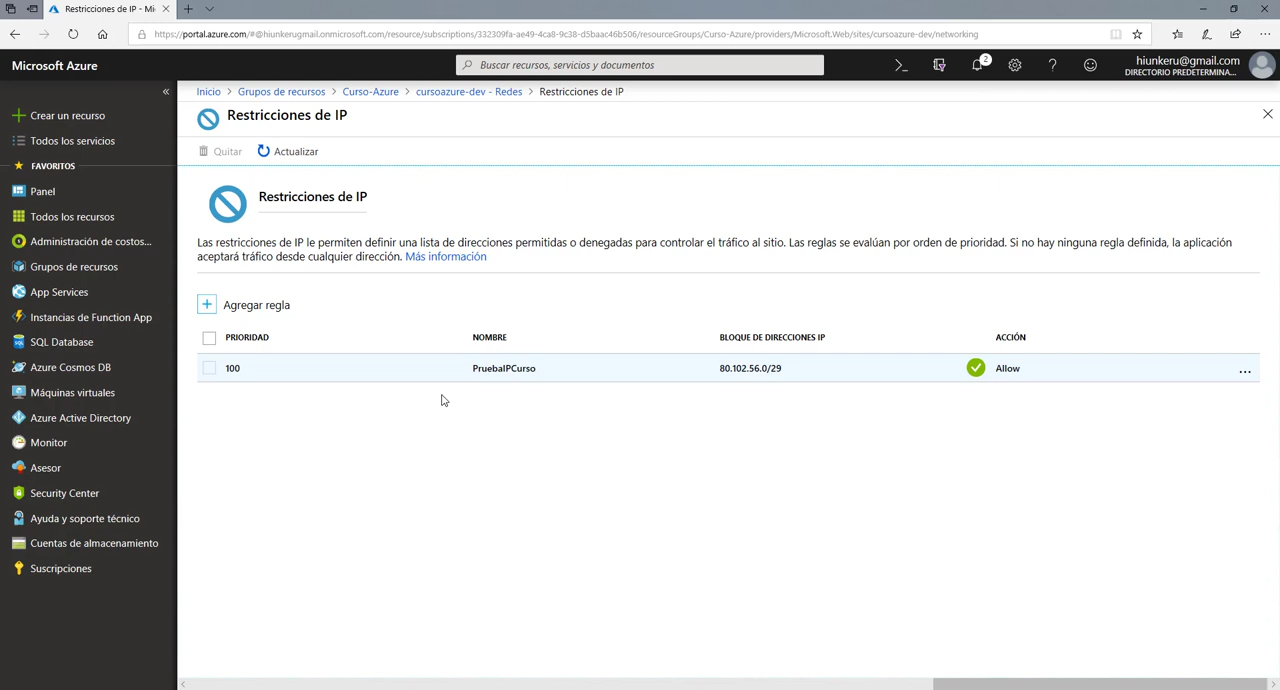 Restricciones de IP - Mi
https://portal.azure.com/#@hiunkerugmail.onmicrosoft.com/resource/subscriptions/332309fa-ae49-4ca8-9c38-d5baac46b506/resourceGroups/Curso-Azure/providers/Microsoft.Web/sites/cursoazure-dev/networking
Microsoft Azure
Buscar recursos, servicios y documentos
2
hiunkeru@gmail.com
DIRECTORIO PREDETERMINA...
Inicio > Grupos de recursos > Curso-Azure > cursoazure-dev - Redes > Restricciones de IP
Restricciones de IP
Quitar
Actualizar
Crear un recurso
Todos los servicios
FAVORITOS
Panel
Todos los recursos
Administración de costos...
Grupos de recursos
App Services
Instancias de Function App
SQL Database
Azure Cosmos DB
Máquinas virtuales
Azure Active Directory
Monitor
Asesor
Security Center
Ayuda y soporte técnico
Cuentas de almacenamiento
Suscripciones
Restricciones de IP
Las restricciones de IP le permiten definir una lista de direcciones permitidas o denegadas para controlar el tráfico al sitio. Las reglas se evalúan por orden de prioridad. Si no hay ninguna regla definida, la aplicación
aceptará tráfico desde cualquier dirección. Más información
Agregar regla
PRIORIDAD NOMBRE BLOQUE DE DIRECCIONES IP ACCIÓN
100 PruebaIPCurso 80.102.56.0/29 Allow ...